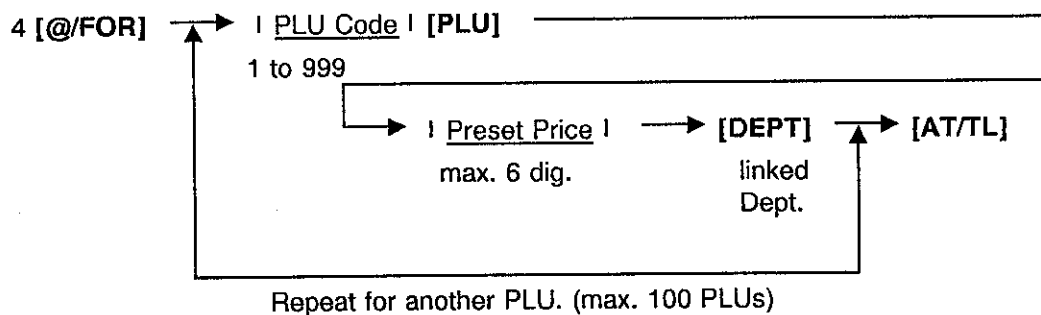 4 [@/FOR] I PLU Code I [PLU]
1 to 999
I Preset Price I [DEPT] [AT/TL]
max. 6 dig. linked
Dept.
Repeat for another PLU. (max. 100 PLUs)